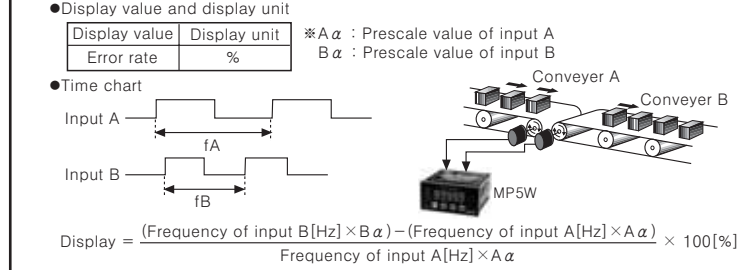 ●Display value and display unit
Display value Display unit
Error rate %
※Aα : Prescale value of input A
Bα : Prescale value of input B
●Time chart
Input A
fA
Input B
fB
Conveyer A
Conveyer B
MP5W
Display = (Frequency of input B[Hz]×Bα)−(Frequency of input A[Hz]×Aα) / Frequency of input A[Hz]×Aα × 100[%]